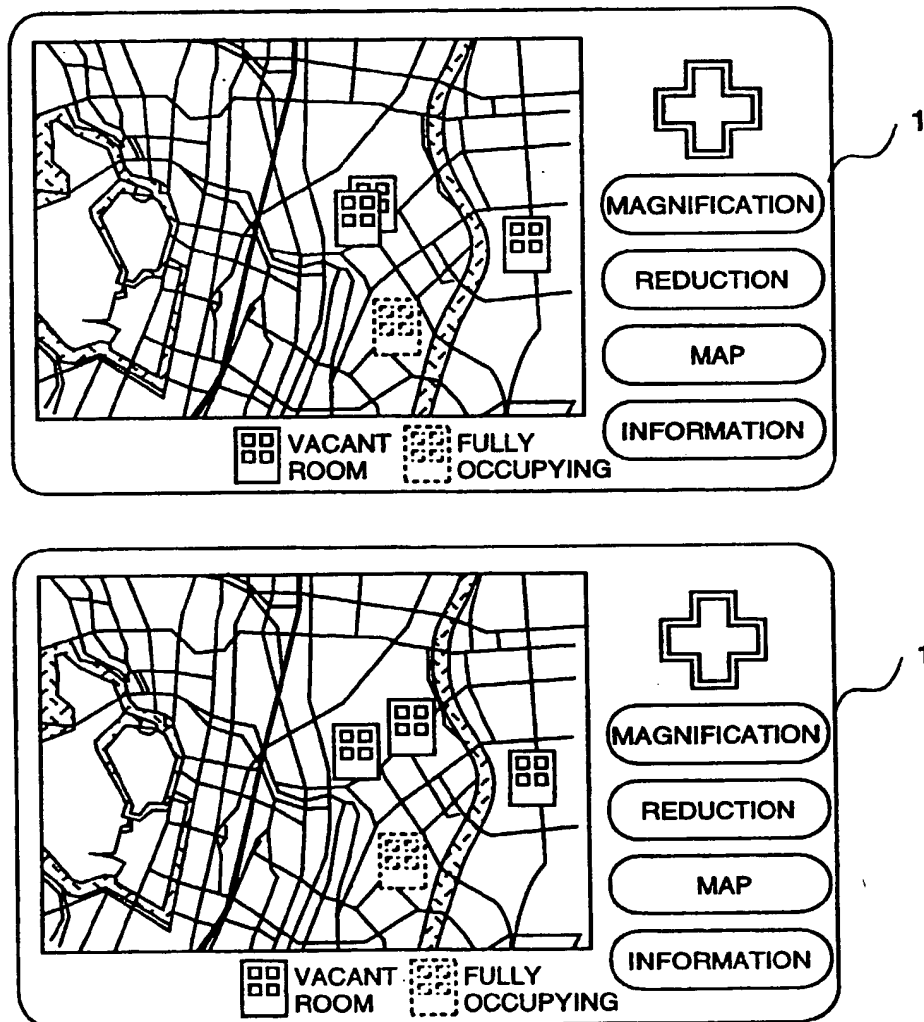 1
MAGNIFICATION
REDUCTION
MAP
INFORMATION
VACANT ROOM
FULLY OCCUPYING
1
MAGNIFICATION
REDUCTION
MAP
INFORMATION
VACANT ROOM
FULLY OCCUPYING